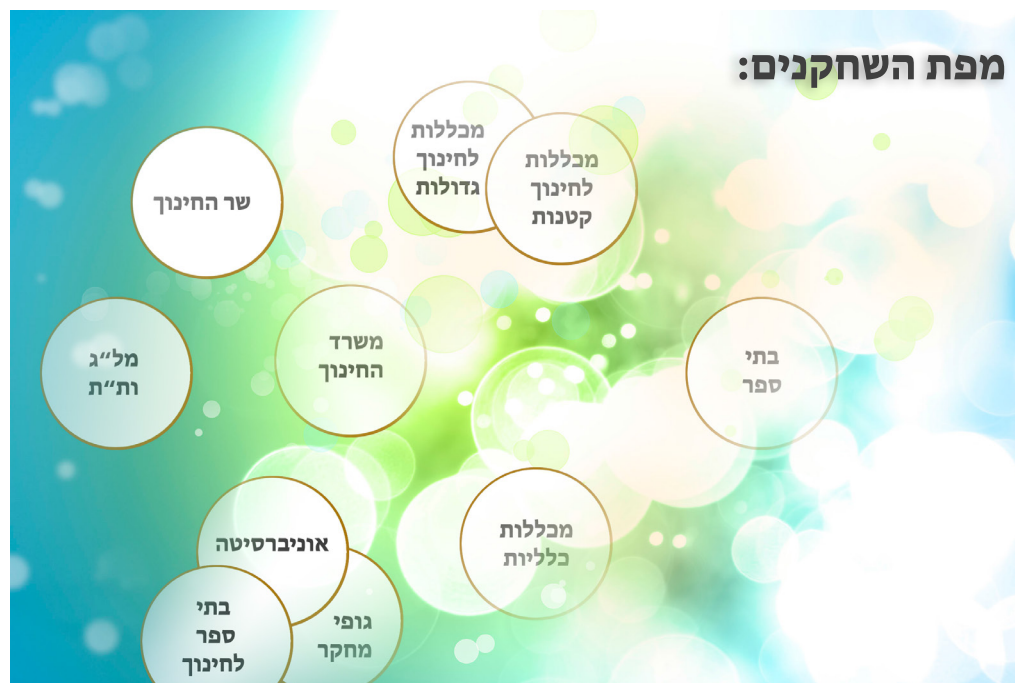 מפת השחקנים:
מכללות
לחינוך
גדולות
מכללות
לחינוך
קטנות
שר החינוך
משרד
החינוך
מל״ג
ות״ת
בתי
ספר
מכללות
כלליות
אוניברסיטה
גופי
מחקר
בתי
ספר
לחינוך